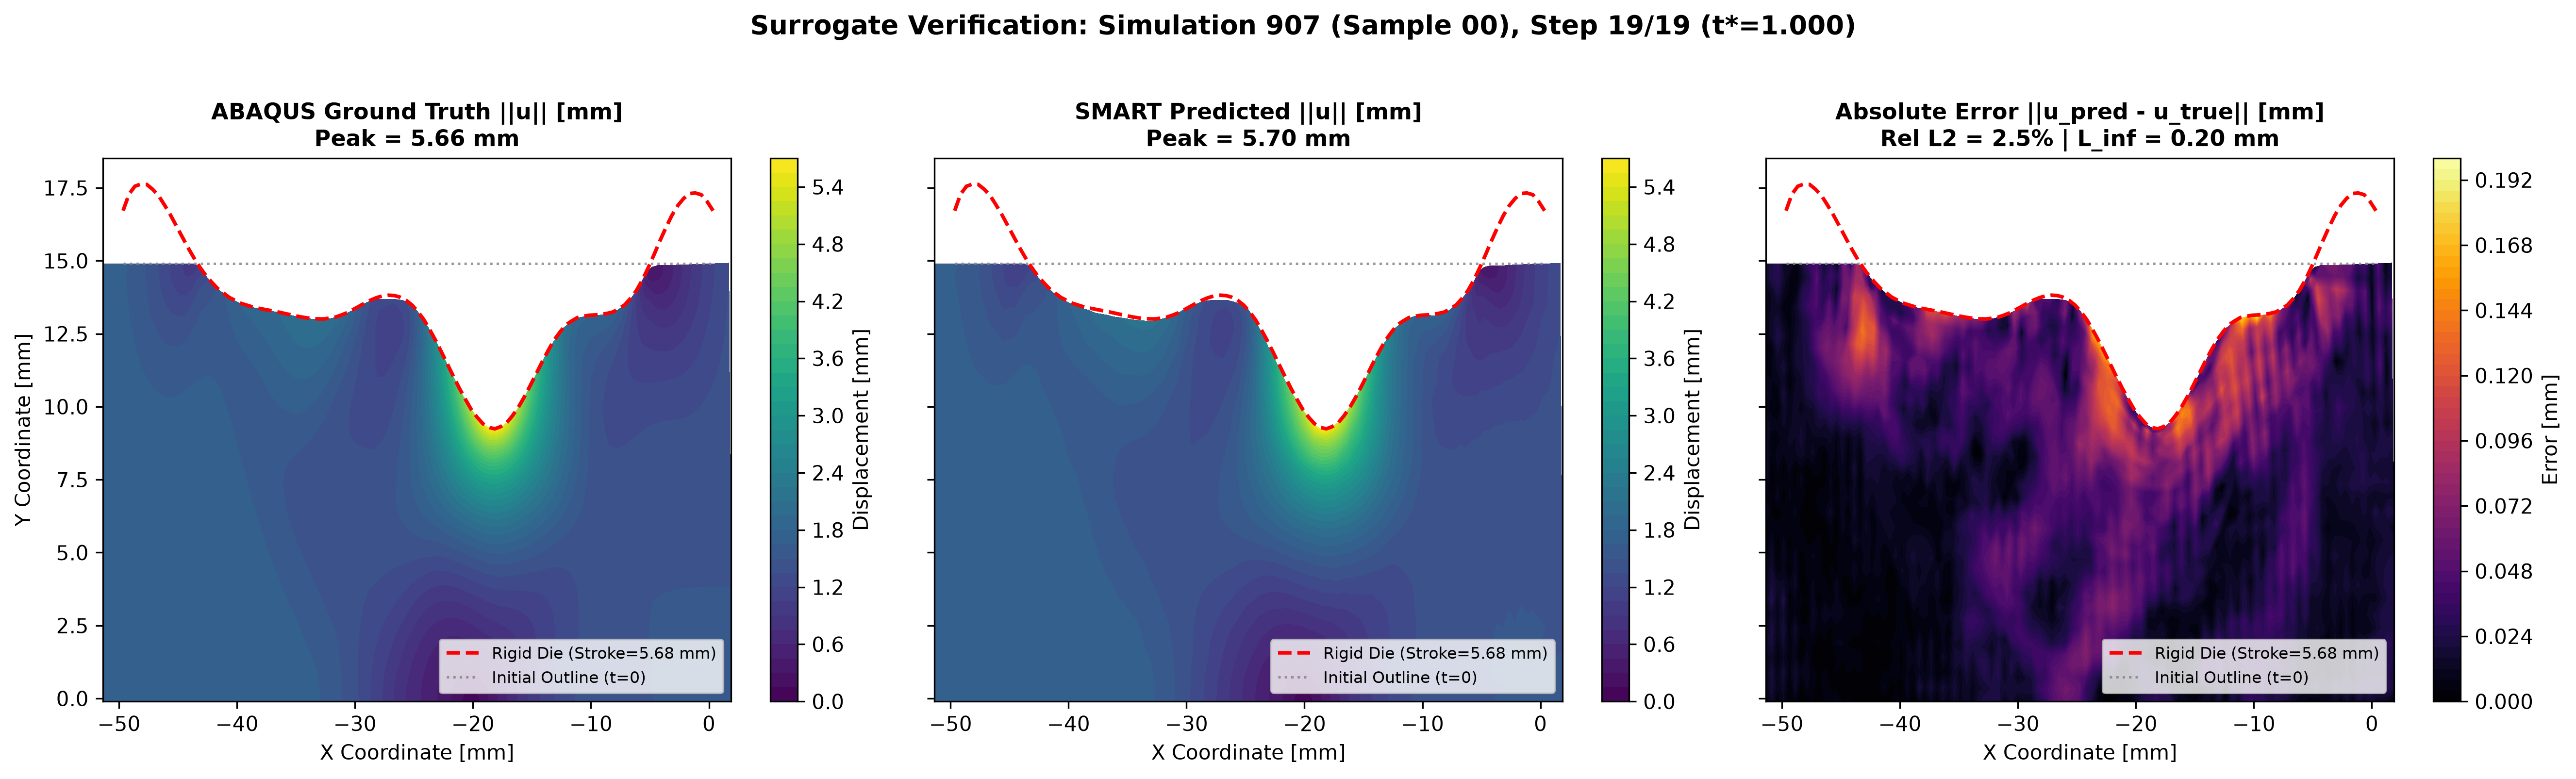 Surrogate Verification: Simulation 907 (Sample 00), Step 19/19 (t*=1.000)
ABAQUS Ground Truth ||u|| [mm]
Peak = 5.66 mm
Y Coordinate [mm]
17.5
15.0
12.5
10.0
7.5
5.0
2.5
0.0
Rigid Die (Stroke=5.68 mm)
Initial Outline (t=0)
−50
−40
−30
−20
−10
0
X Coordinate [mm]
5.4
4.8
4.2
3.6
3.0
2.4
1.8
1.2
0.6
0.0
Displacement [mm]
SMART Predicted ||u|| [mm]
Peak = 5.70 mm
Rigid Die (Stroke=5.68 mm)
Initial Outline (t=0)
−50
−40
−30
−20
−10
0
X Coordinate [mm]
5.4
4.8
4.2
3.6
3.0
2.4
1.8
1.2
0.6
0.0
Displacement [mm]
Absolute Error ||u_pred - u_true|| [mm]
Rel L2 = 2.5% | L_inf = 0.20 mm
Rigid Die (Stroke=5.68 mm)
Initial Outline (t=0)
−50
−40
−30
−20
−10
0
X Coordinate [mm]
0.192
0.168
0.144
0.120
0.096
0.072
0.048
0.024
0.000
Error [mm]